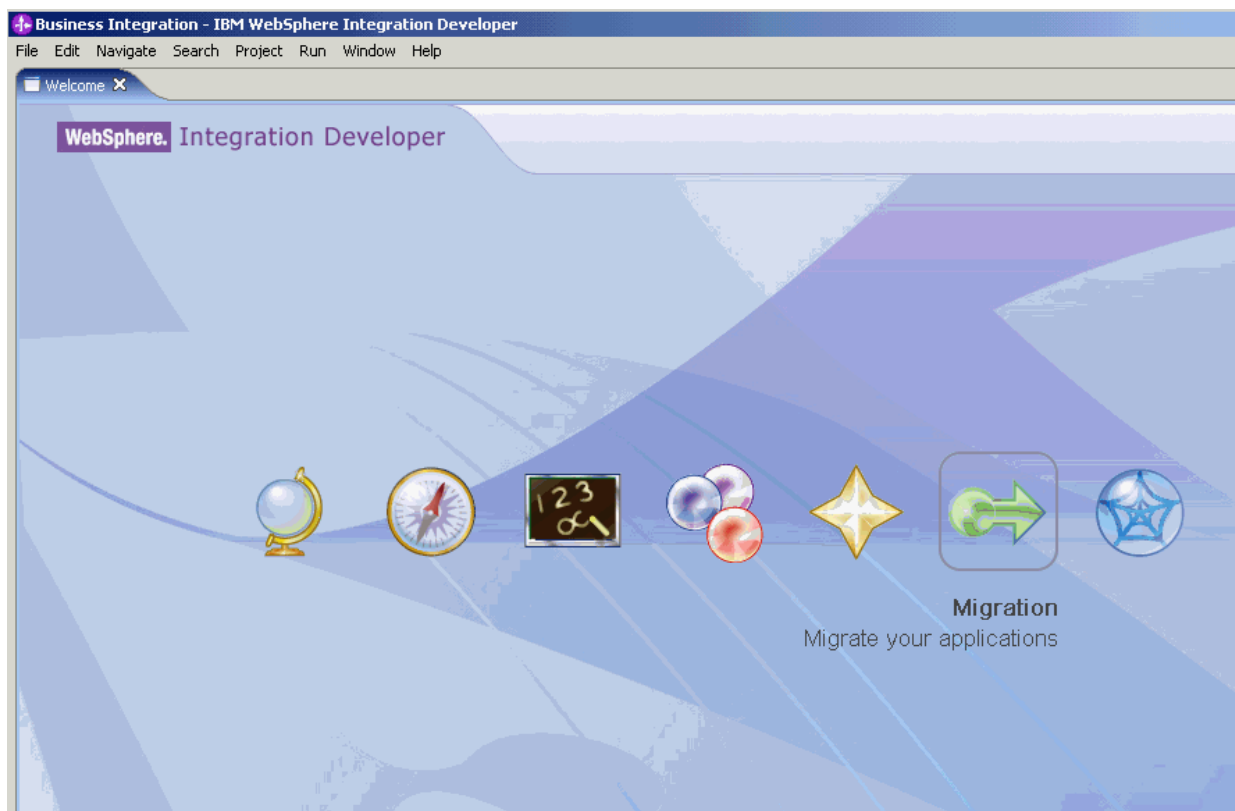 Business Integration - IBM WebSphere Integration Developer
File Edit Navigate Search Project Run Window Help
Welcome
WebSphere. Integration Developer
123
Migration
Migrate your applications